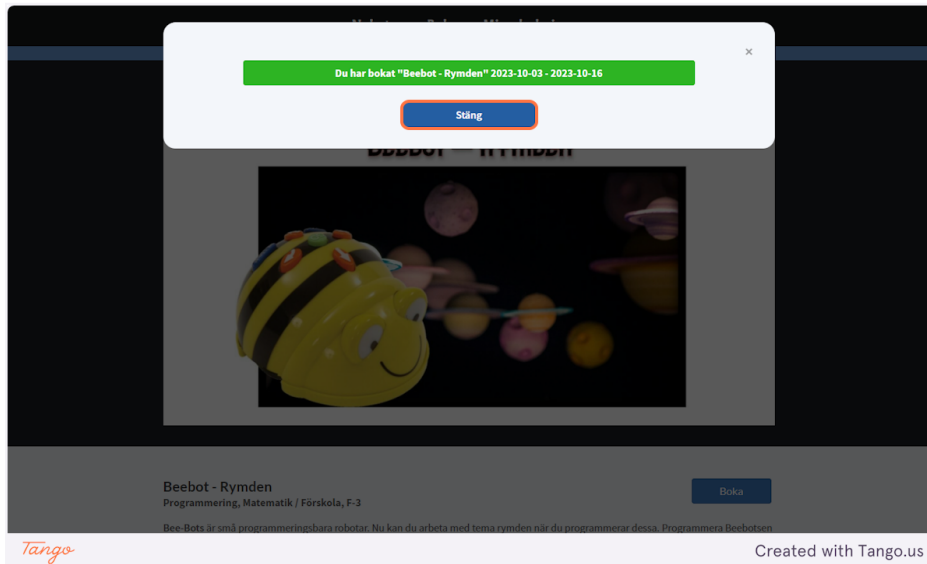 ×
Du har bokat "Beebot - Rymden" 2023-10-03 - 2023-10-16
Stäng
Beebot - Rymden
Boka
Programmering, Matematik / Förskola, F-3
Bee-Bots är små programmeringsbara robotar. Nu kan du arbeta med tema rymden när du programmerar dessa. Programmera Beebotsen
Tango
Created with Tango.us